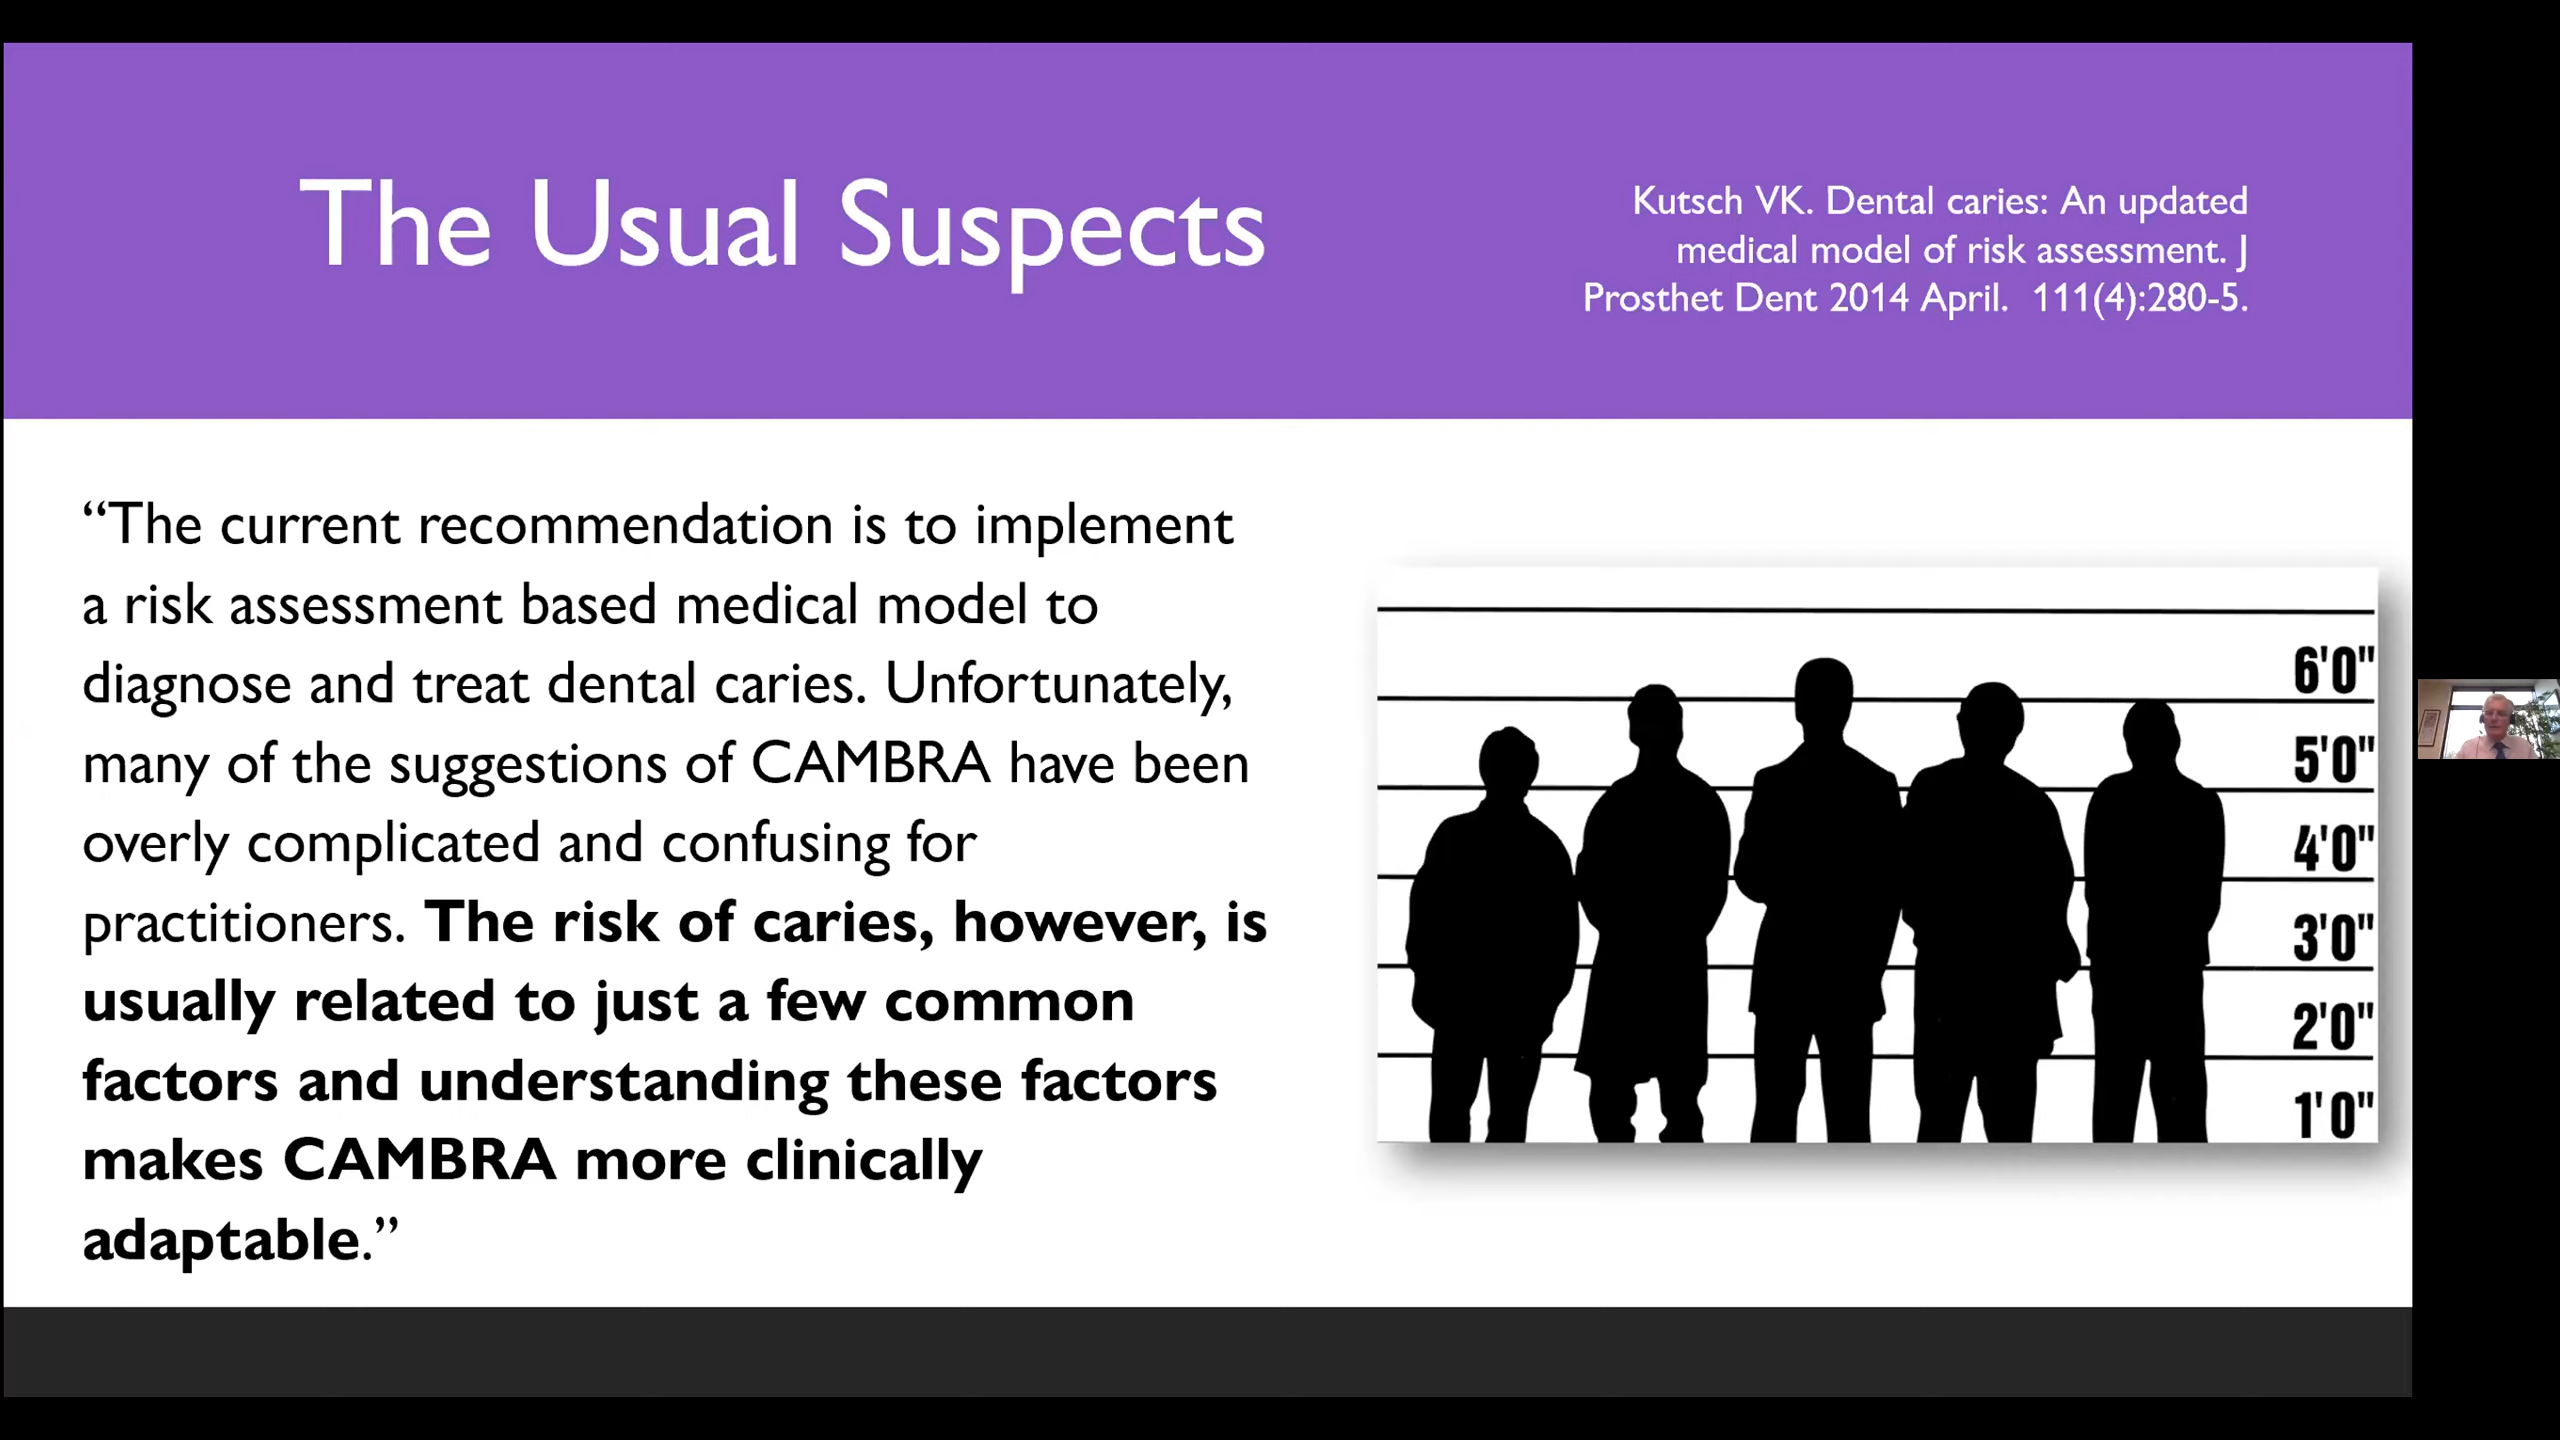 The Usual Suspects
Kutsch VK. Dental caries: An updated
medical model of risk assessment. J
Prosthet Dent 2014 April.  111(4):280-5.
“The current recommendation is to implement
a risk assessment based medical model to
diagnose and treat dental caries. Unfortunately,
many of the suggestions of CAMBRA have been
overly complicated and confusing for
practitioners. The risk of caries, however, is
usually related to just a few common
factors and understanding these factors
makes CAMBRA more clinically
adaptable.”
6'0"
5'0"
4'0"
3'0"
2'0"
1'0"